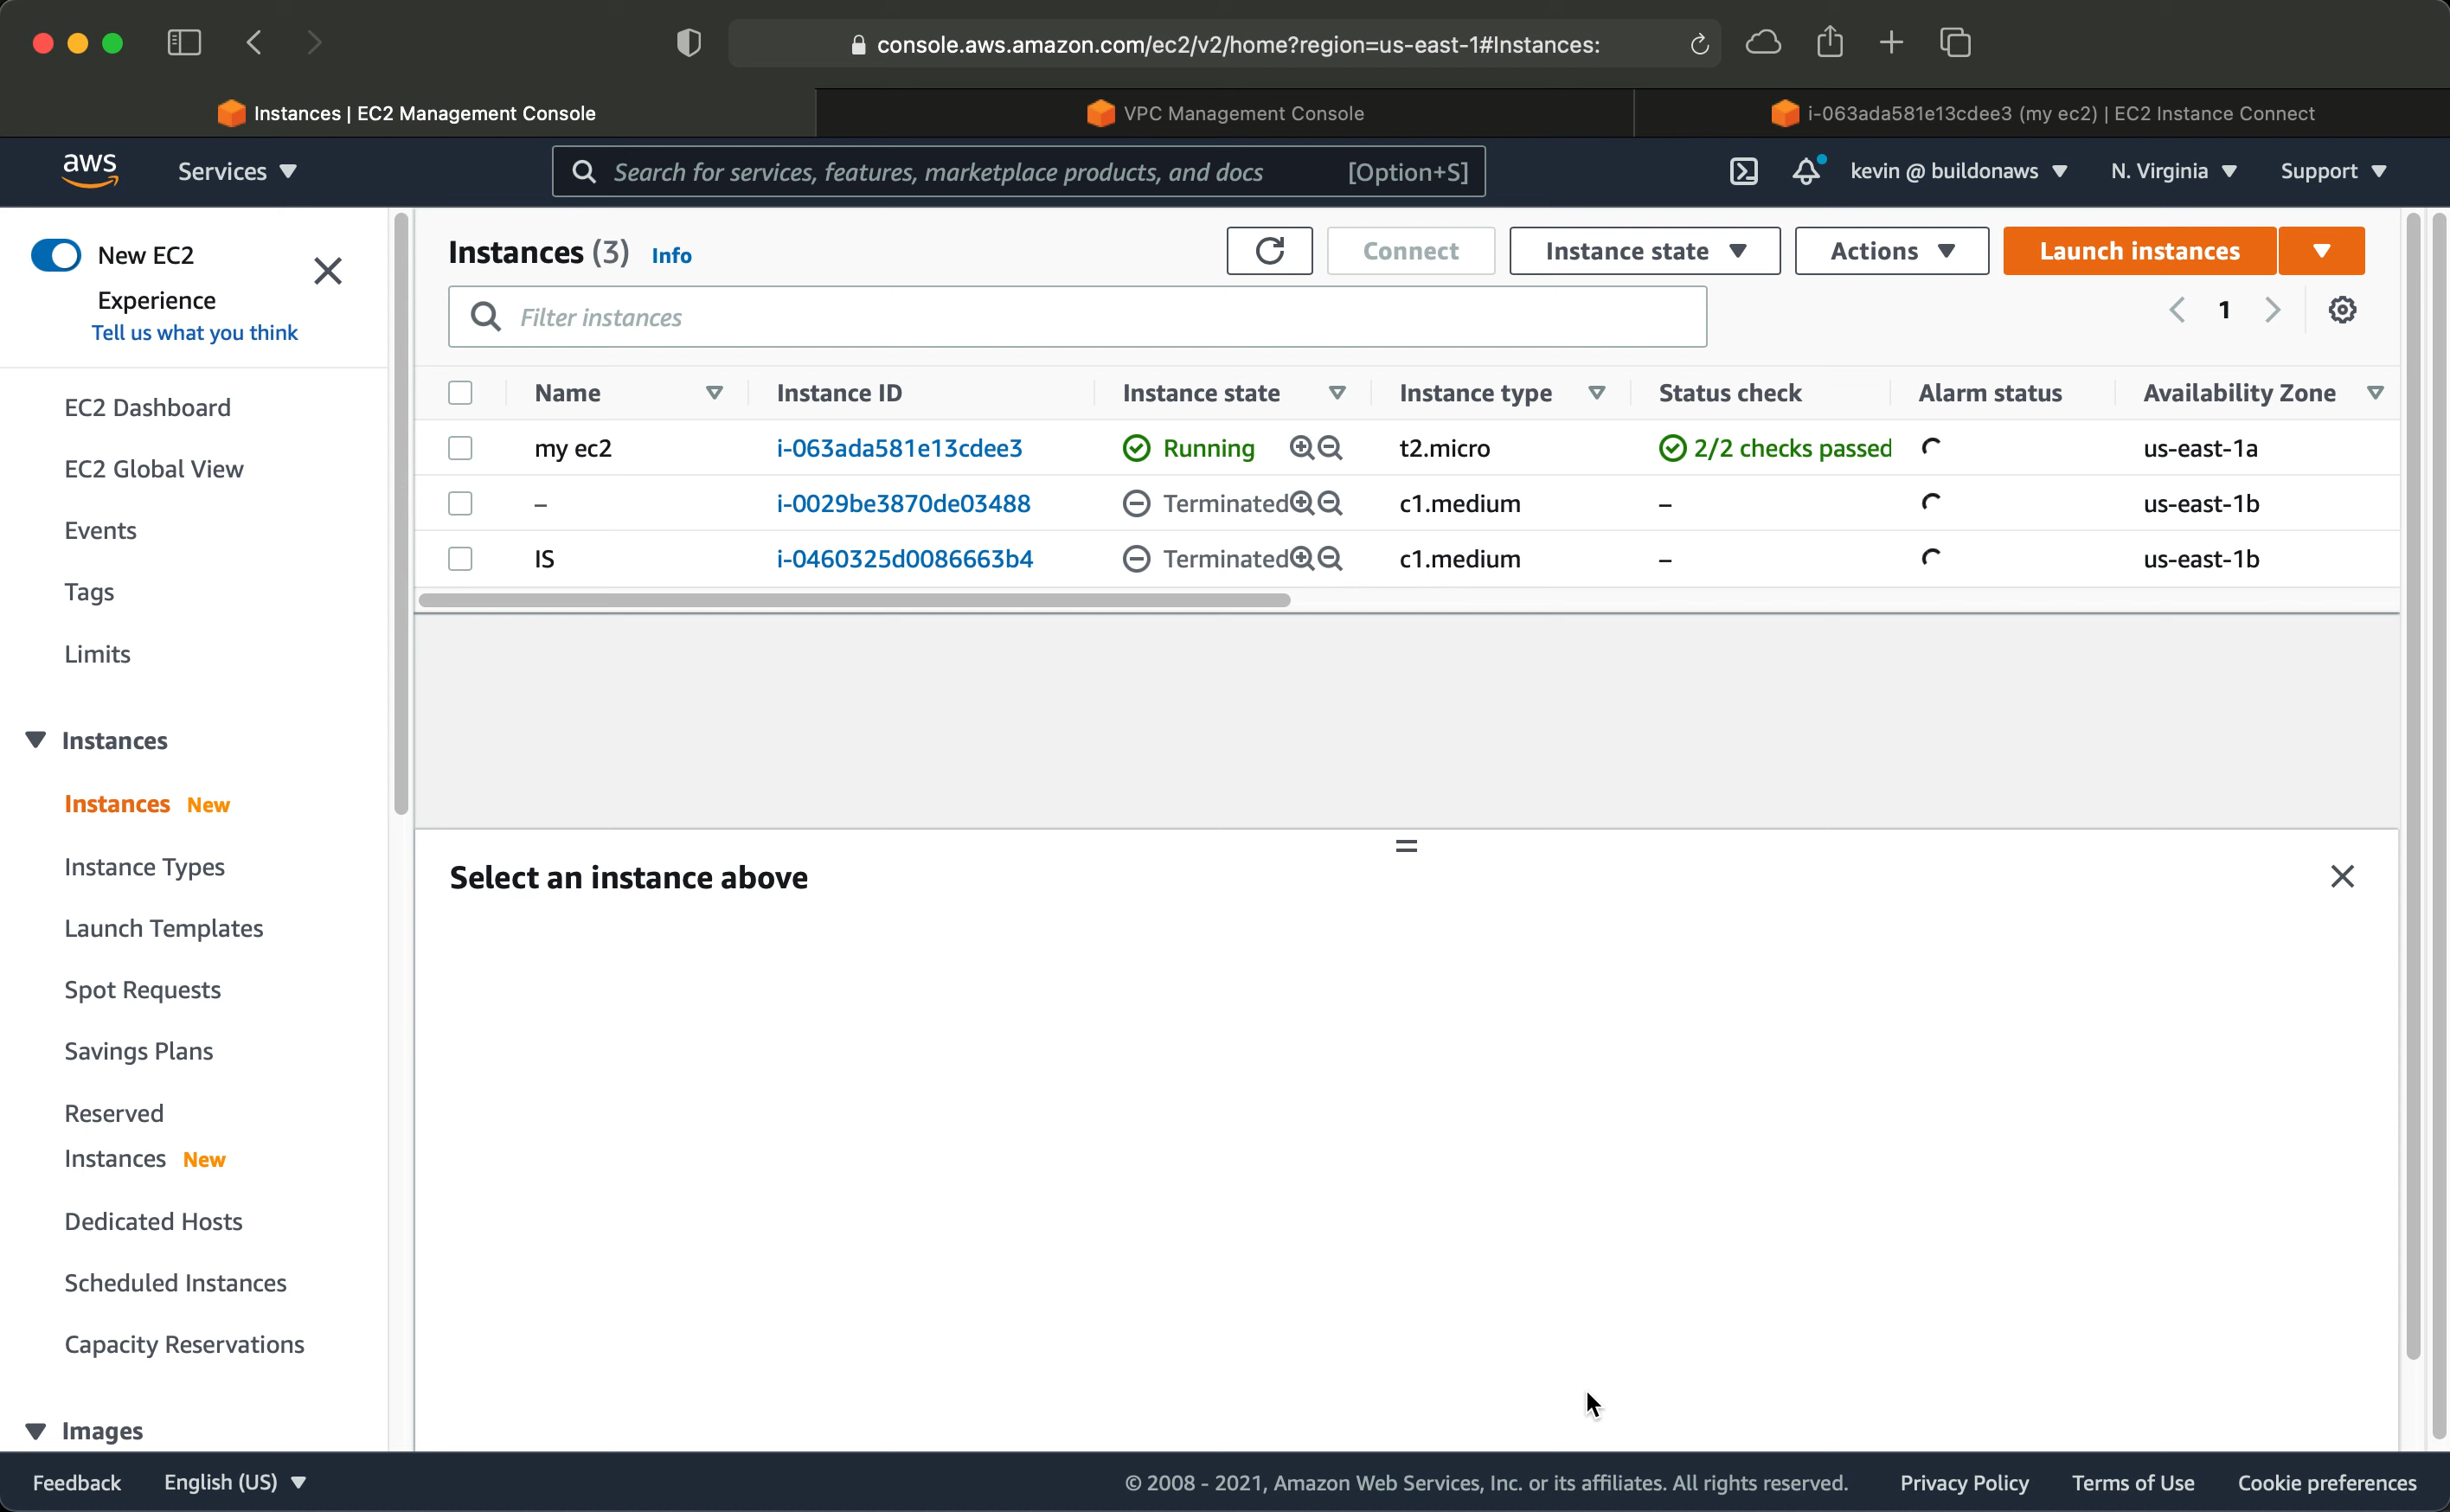 console.aws.amazon.com/ec2/v2/home?region=us-east-1#Instances:
Instances | EC2 Management Console
VPC Management Console
i-063ada581e13cdee3 (my ec2) | EC2 Instance Connect
aws
Services
Search for services, features, marketplace products, and docs
[Option+S]
kevin @ buildonaws
N. Virginia
Support
New EC2
Experience
Tell us what you think
EC2 Dashboard
EC2 Global View
Events
Tags
Limits
Instances
Instances New
Instance Types
Launch Templates
Spot Requests
Savings Plans
Reserved
Instances New
Dedicated Hosts
Scheduled Instances
Capacity Reservations
Images
Instances (3) Info
Connect
Instance state
Actions
Launch instances
Filter instances
1
Name Instance ID Instance state Instance type Status check Alarm status Availability Zone
my ec2 i-063ada581e13cdee3 Running t2.micro 2/2 checks passed us-east-1a
– i-0029be3870de03488 Terminated c1.medium – us-east-1b
IS i-0460325d0086663b4 Terminated c1.medium – us-east-1b
Select an instance above
Feedback
English (US)
© 2008 - 2021, Amazon Web Services, Inc. or its affiliates. All rights reserved.
Privacy Policy
Terms of Use
Cookie preferences